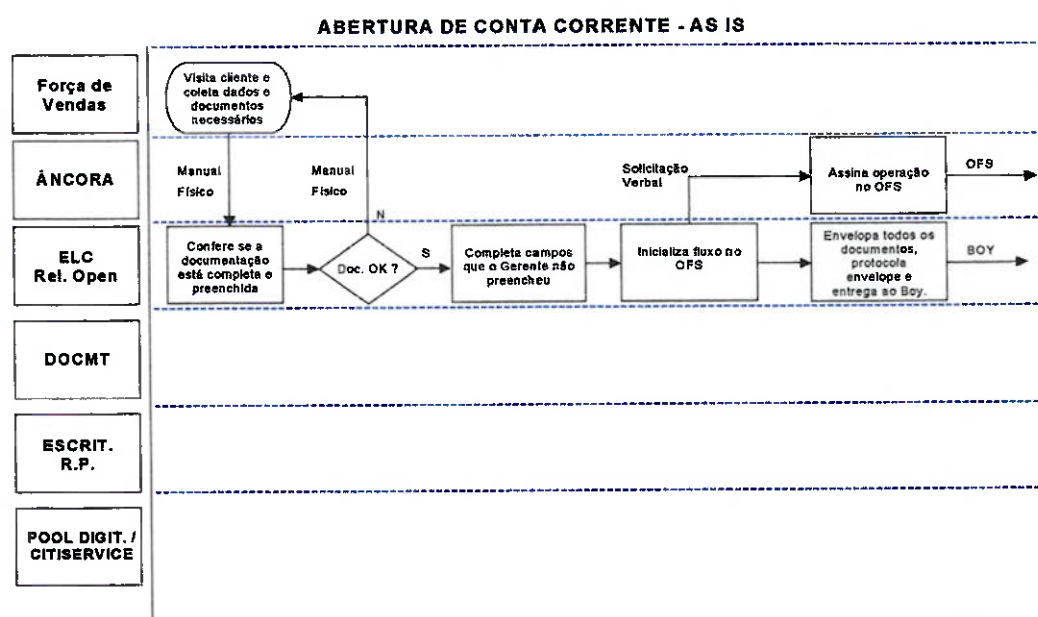 ABERTURA DE CONTA CORRENTE - AS IS
Força de
Vendas
Visita cliente e
coleta dados e
documentos
necessários
ÂNCORA
Manual
Físico
Manual
Físico
N
Solicitação
Verbal
Assina operação
no OFS
OFS
ELC
Rel. Open
Confere se a
documentação
está completa e
preenchida
Doc. OK ?
S
Completa campos
que o Gerente não
preencheu
Inicializa fluxo no
OFS
Envelopa todos os
documentos,
protocola
envelope e
entrega ao Boy.
BOY
DOCMT
ESCRIT.
R.P.
POOL DIGIT. /
CITISERVICE